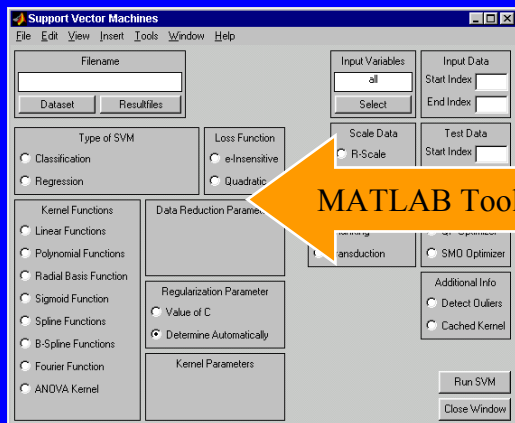 Support Vector Machines
File Edit View Insert Tools Window Help
Filename
Dataset Resultfiles
Input Variables
all
Select
Input Data
Start Index
End Index
Type of SVM
Classification
Regression
Loss Function
e-Insensitive
Quadratic
Scale Data
R-Scale
Test Data
Start Index
MATLAB Tool
Kernel Functions
Linear Functions
Polynomial Functions
Radial Basis Function
Sigmoid Function
Spline Functions
B-Spline Functions
Fourier Function
ANOVA Kernel
Data Reduction
Regularization Parameter
Value of C
Determine Automatically
Kernel Parameters
Optimizer
SMO Optimizer
Additional Info
Detect Ouliers
Cached Kernel
Run SVM
Close Window